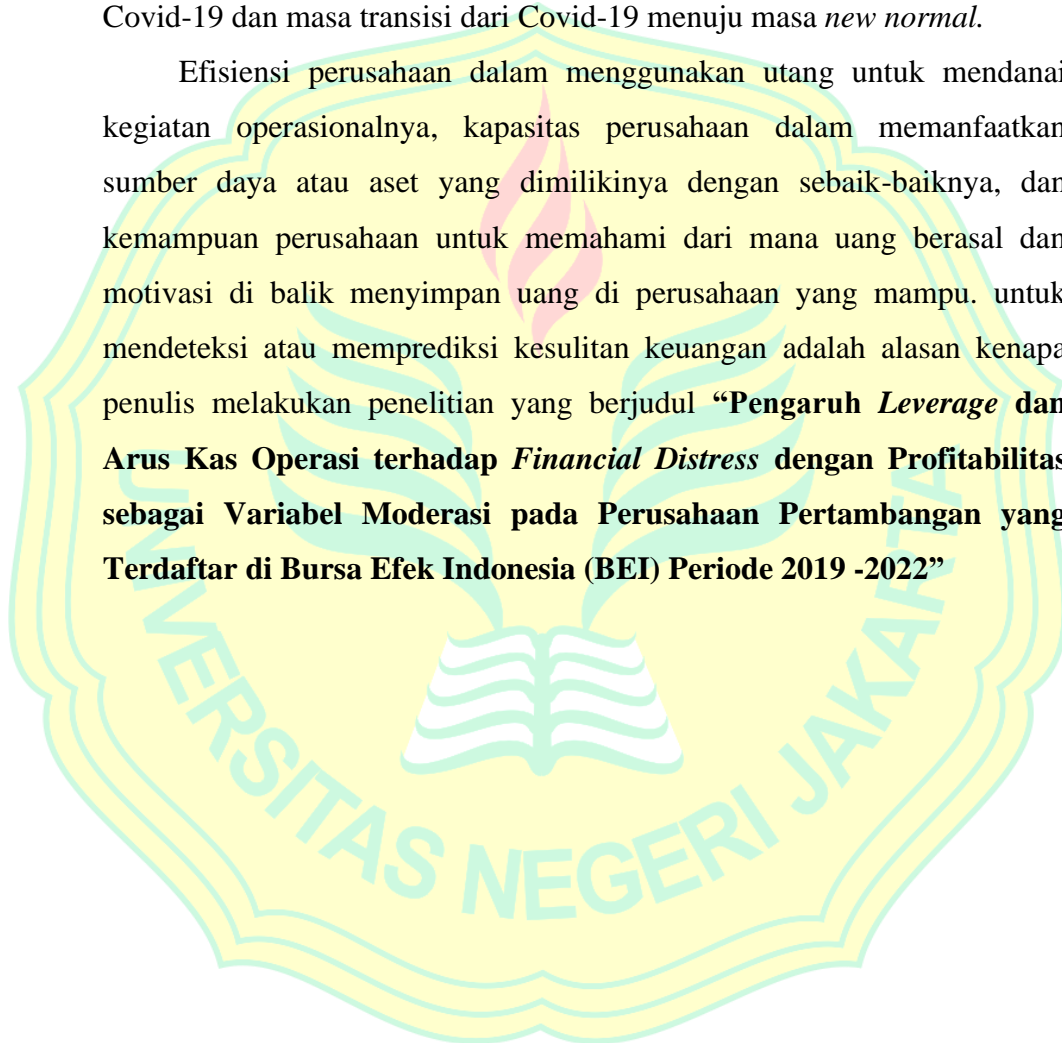 Covid-19 dan masa transisi dari Covid-19 menuju masa new normal.
Efisiensi perusahaan dalam menggunakan utang untuk mendanai
kegiatan operasionalnya, kapasitas perusahaan dalam memanfaatkan
sumber daya atau aset yang dimilikinya dengan sebaik-baiknya, dan
kemampuan perusahaan untuk memahami dari mana uang berasal dan
motivasi di balik menyimpan uang di perusahaan yang mampu. untuk
mendeteksi atau memprediksi kesulitan keuangan adalah alasan kenapa
penulis melakukan penelitian yang berjudul “Pengaruh Leverage dan
Arus Kas Operasi terhadap Financial Distress dengan Profitabilitas
sebagai Variabel Moderasi pada Perusahaan Pertambangan yang
Terdaftar di Bursa Efek Indonesia (BEI) Periode 2019 -2022”
UNIVERSITAS NEGERI JAKARTA